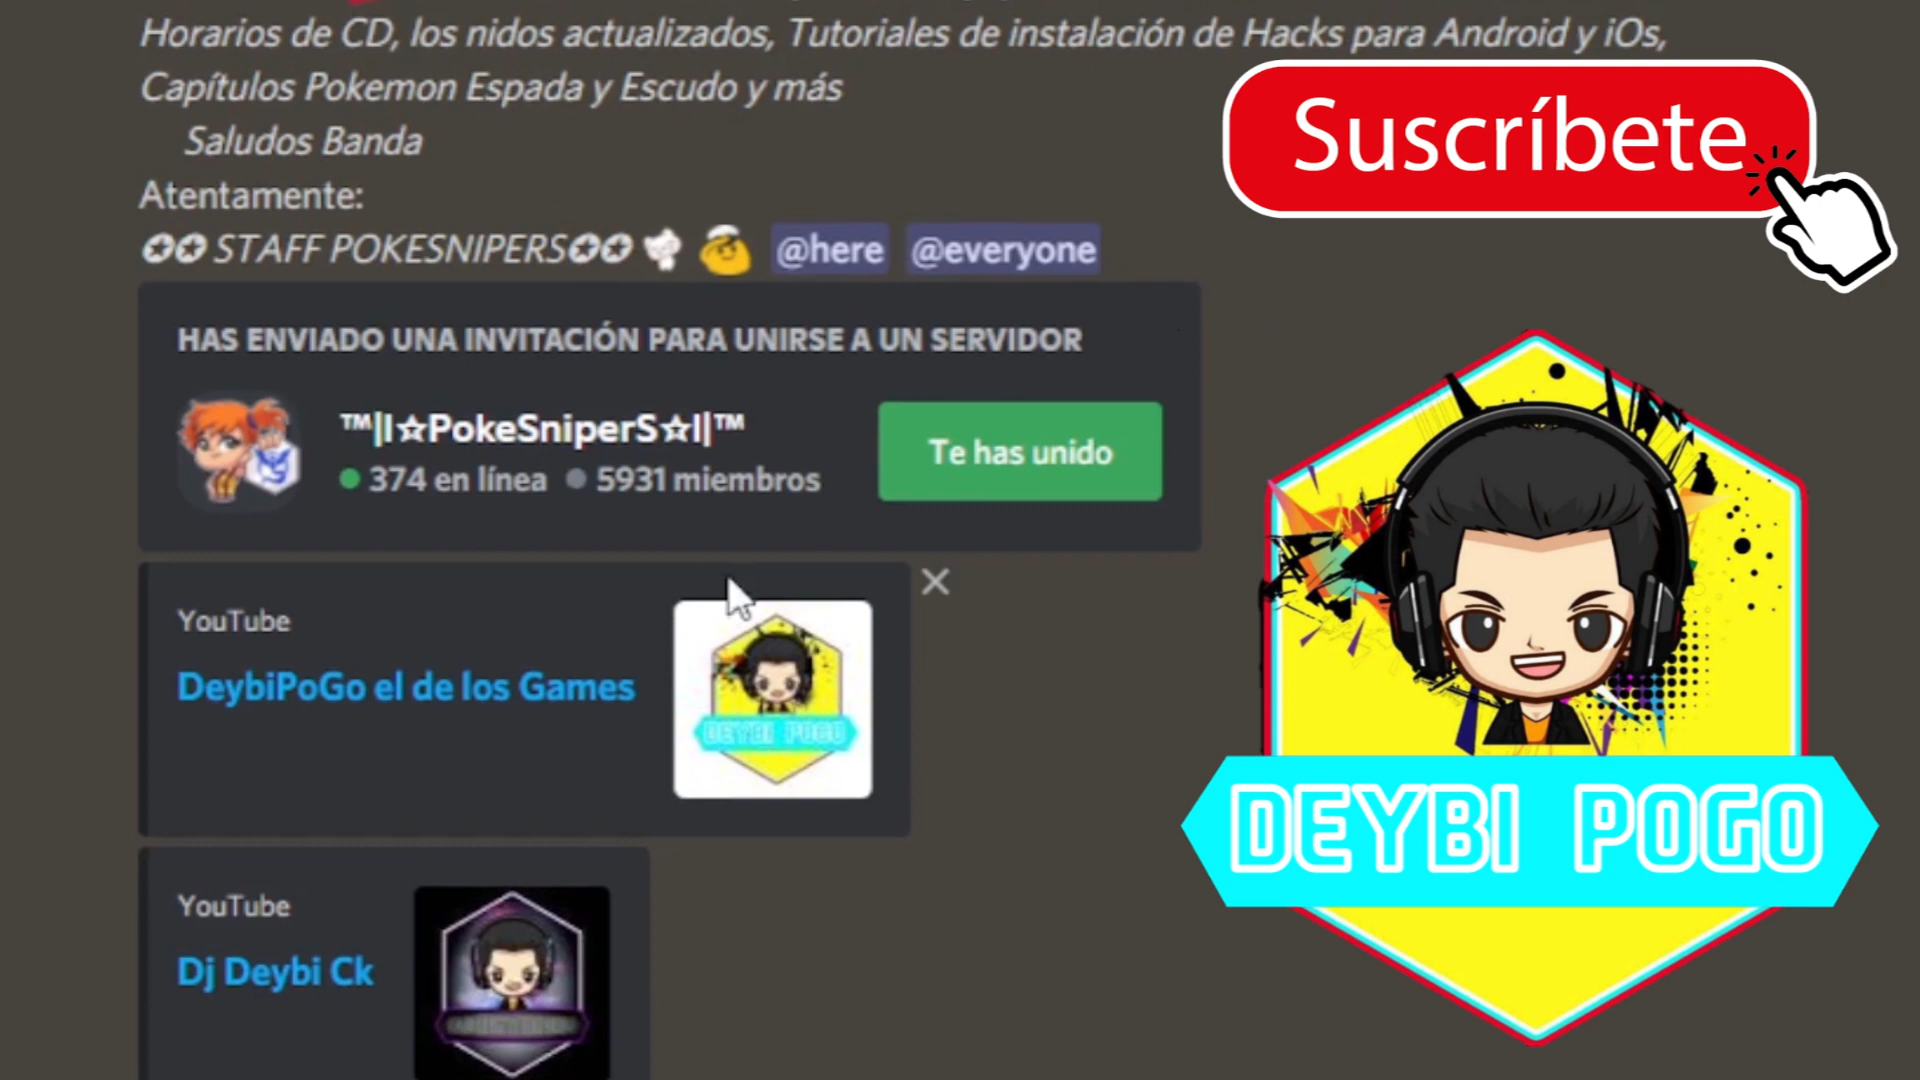 Horarios de CD, los nidos actualizados, Tutoriales de instalación de Hacks para Android y iOs,
Capítulos Pokemon Espada y Escudo y más
Saludos Banda
Atentamente:
✪✪ STAFF POKESNIPERS✪✪ @here @everyone
Suscríbete
HAS ENVIADO UNA INVITACIÓN PARA UNIRSE A UN SERVIDOR
™|I☆PokeSniperS☆I|™
374 en línea 5931 miembros
Te has unido
YouTube
DeybiPoGo el de los Games
DEYBI POGO
DEYBI POGO
YouTube
Dj Deybi Ck